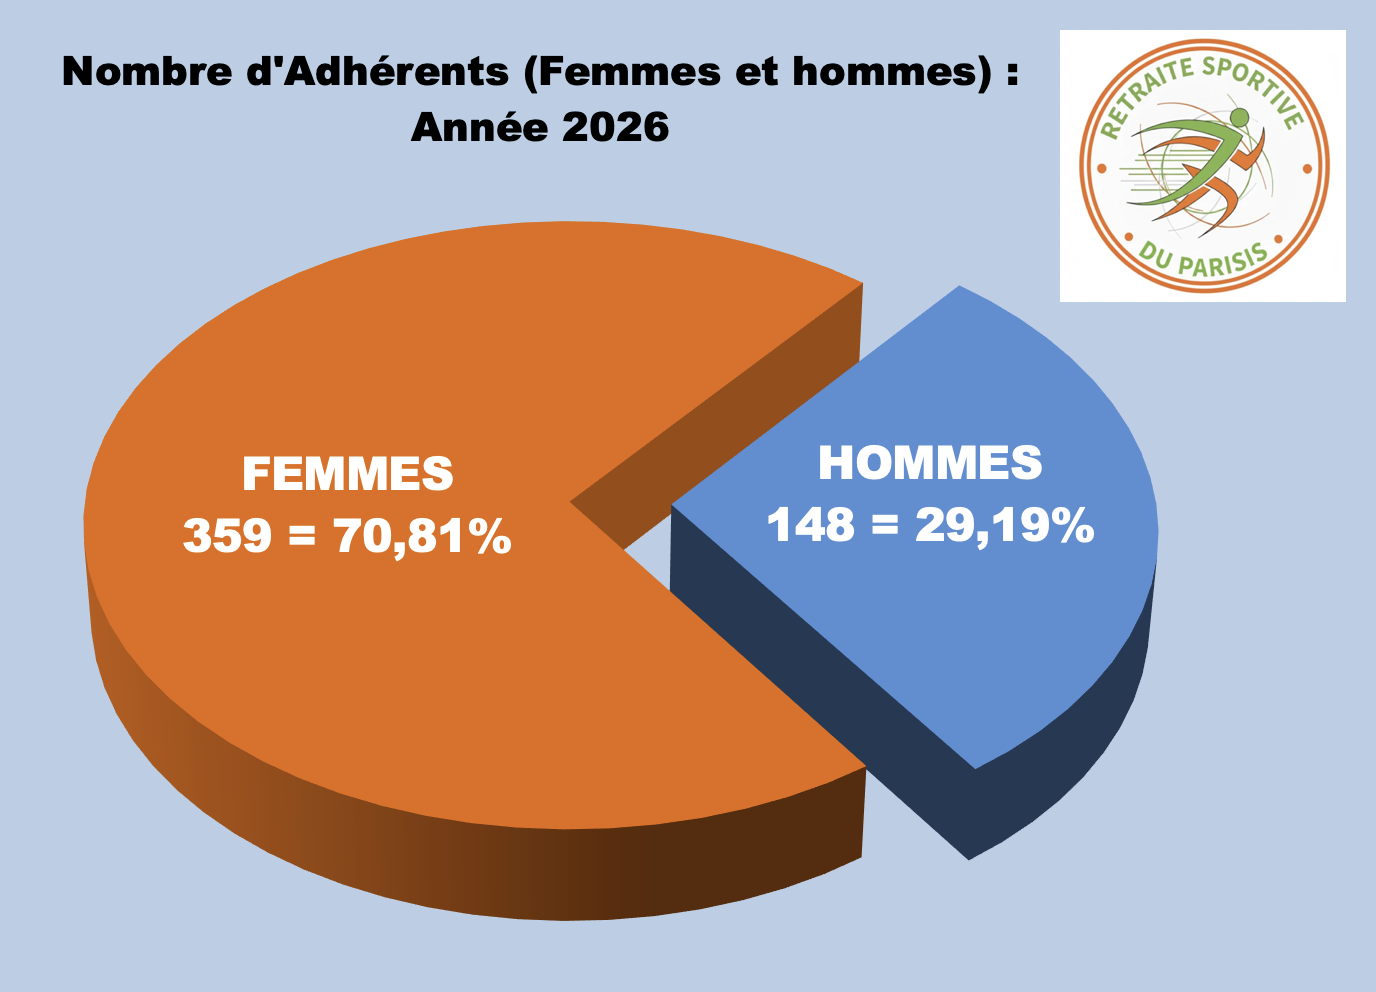 Nombre d'Adhérents (Femmes et hommes) :
Année 2026
RETRAITE SPORTIVE
DU PARISIS
FEMMES
359 = 70,81%
HOMMES
148 = 29,19%